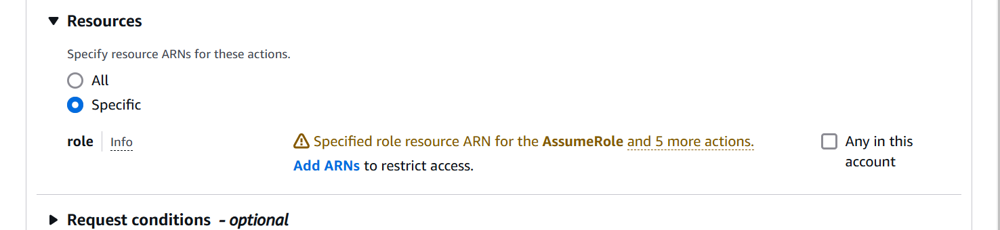 Resources
Specify resource ARNs for these actions.
All
Specific
role Info Specified role resource ARN for the AssumeRole and 5 more actions. Any in this
Add ARNs to restrict access. account
Request conditions - optional